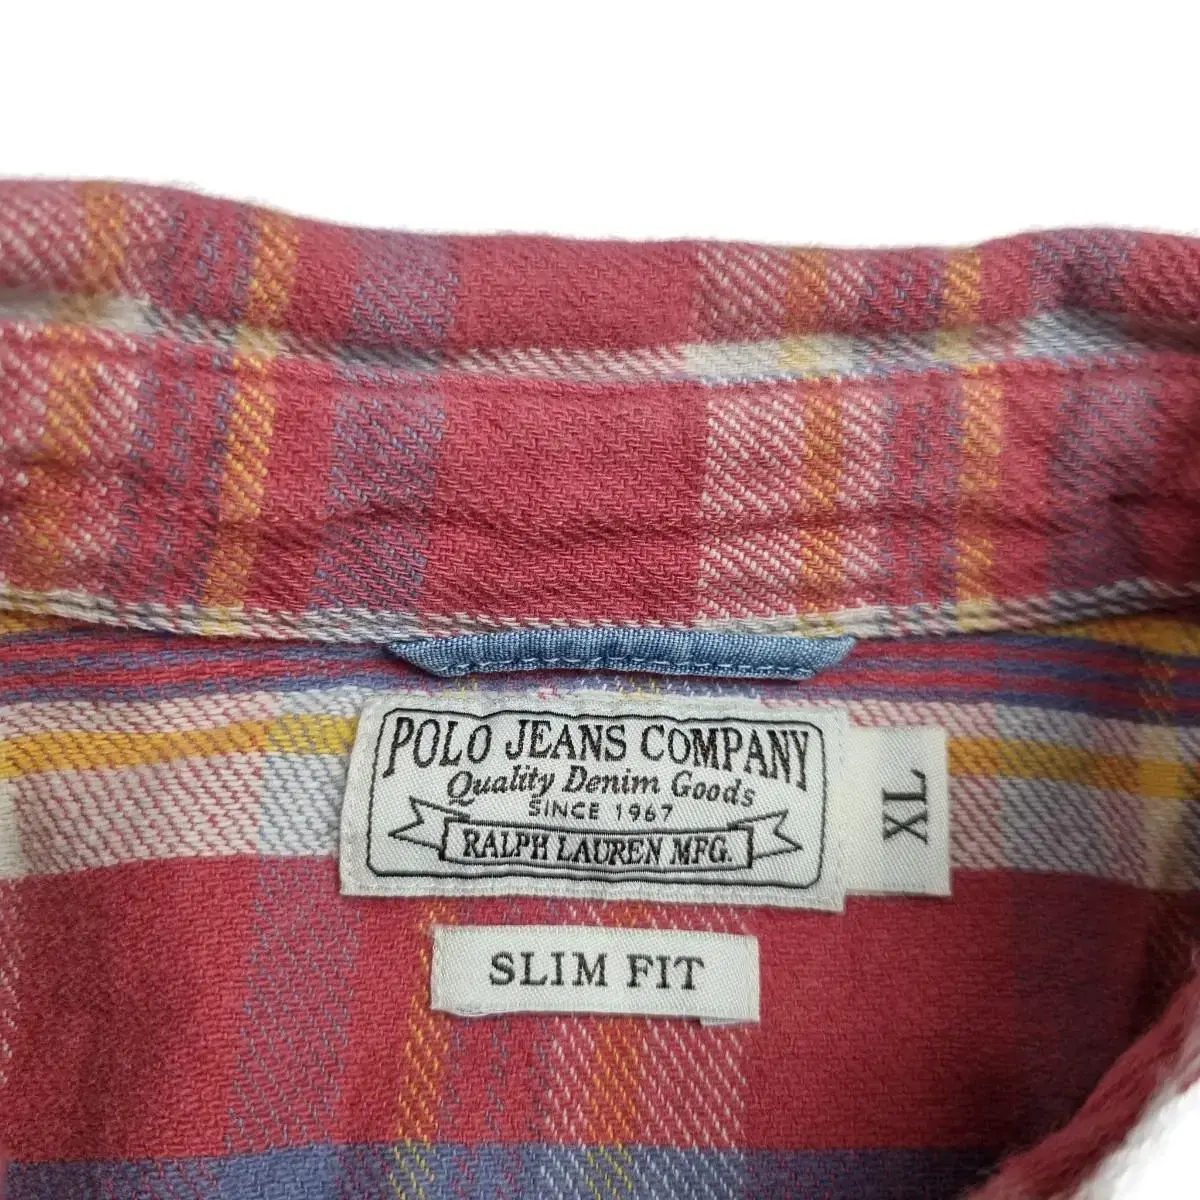 POLO JEANS COMPANY
Quality Denim Goods
SINCE 1967
RALPH LAUREN MFG.
XL
SLIM FIT